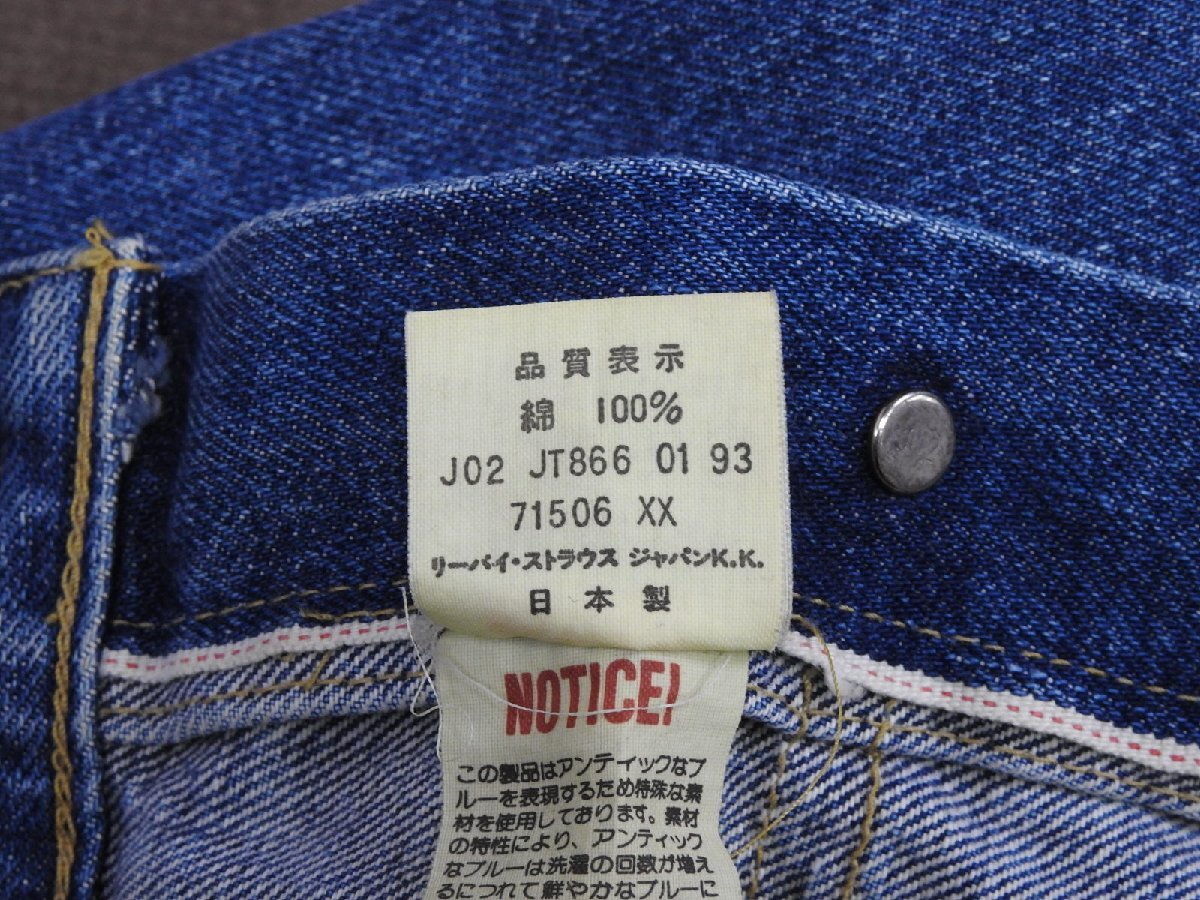 品質表示
綿 100%
J02 JT866 01 93
71506 XX
リーバイ・ストラウス ジャパンK.K.
日本製
NOTICE!
この製品はアンティックなブ
ルーを表現するため特殊な素
材を使用しております。素材
の特性により、アンティック
なブルーは洗濯の回数が増え
るにつれて鮮やかなブルーに